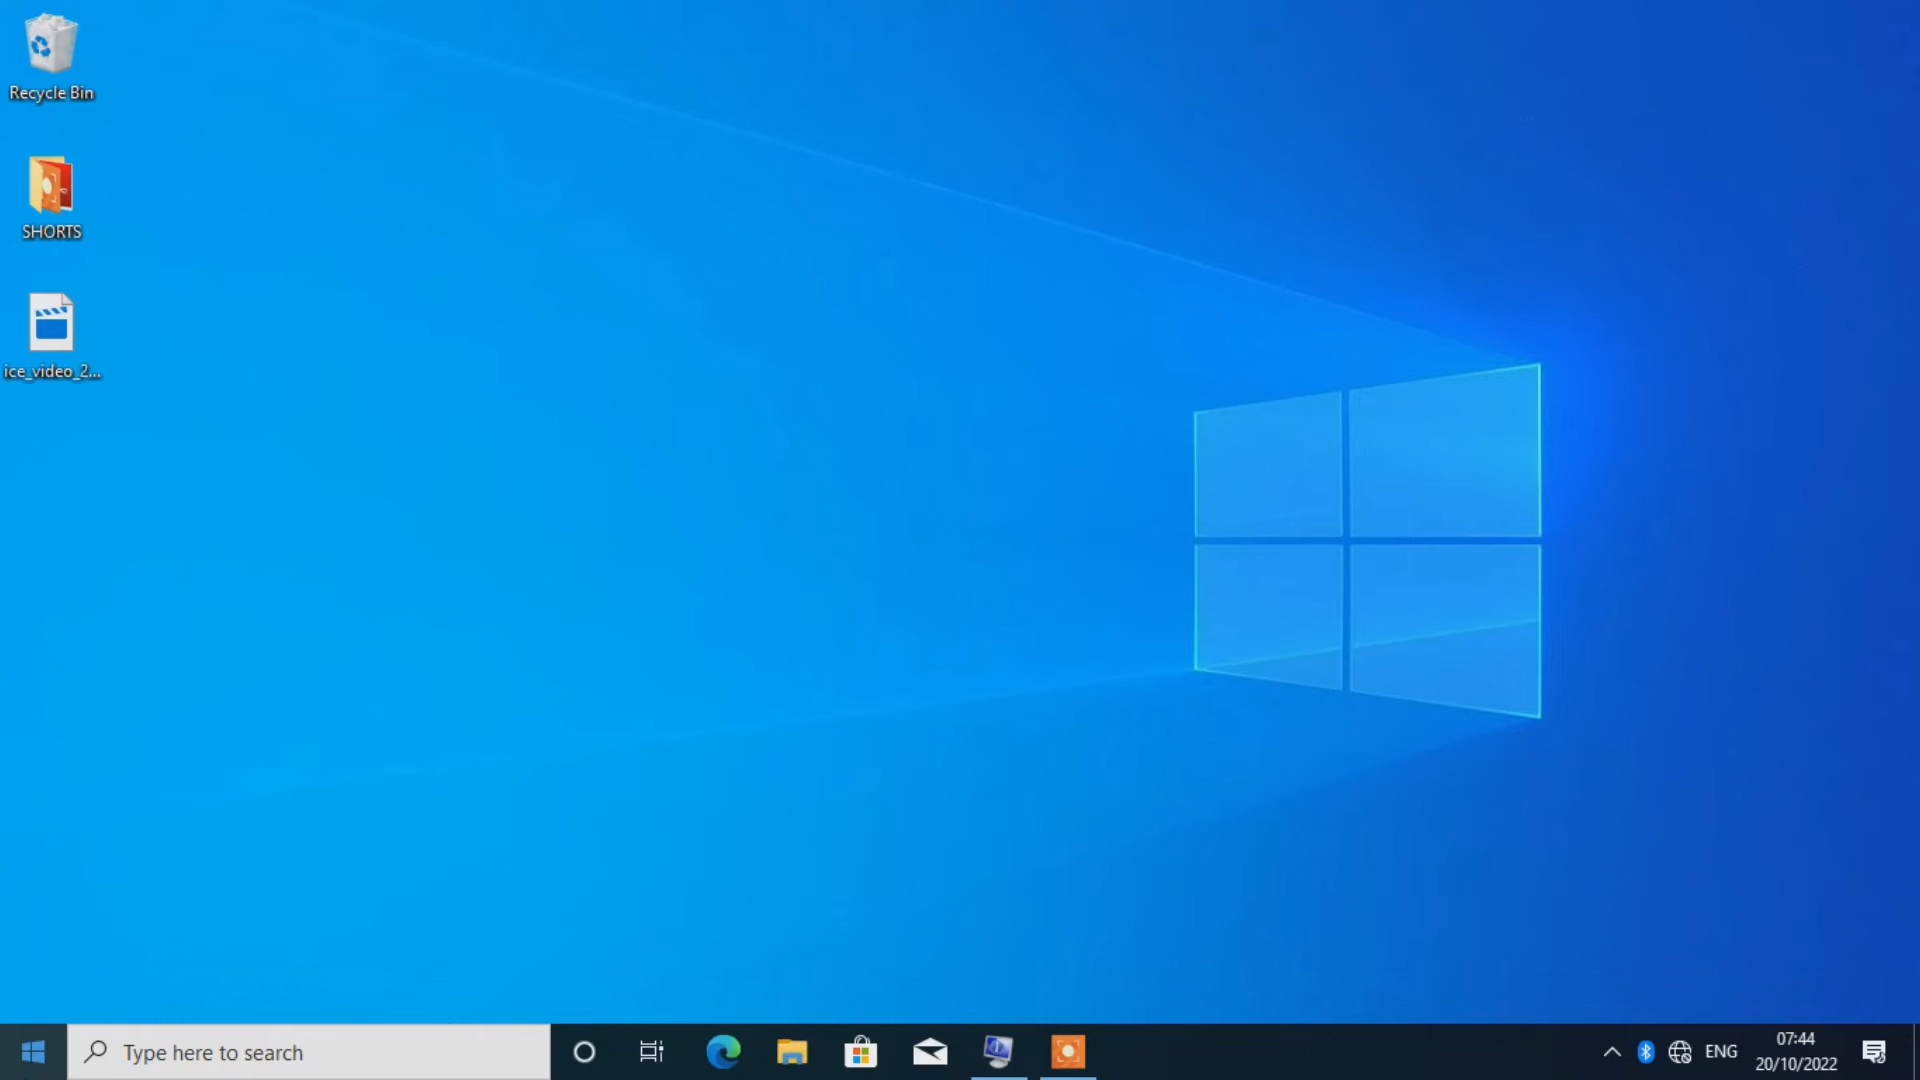 Recycle Bin
SHORTS
ice_video_2...
Type here to search
ENG
07:44
20/10/2022